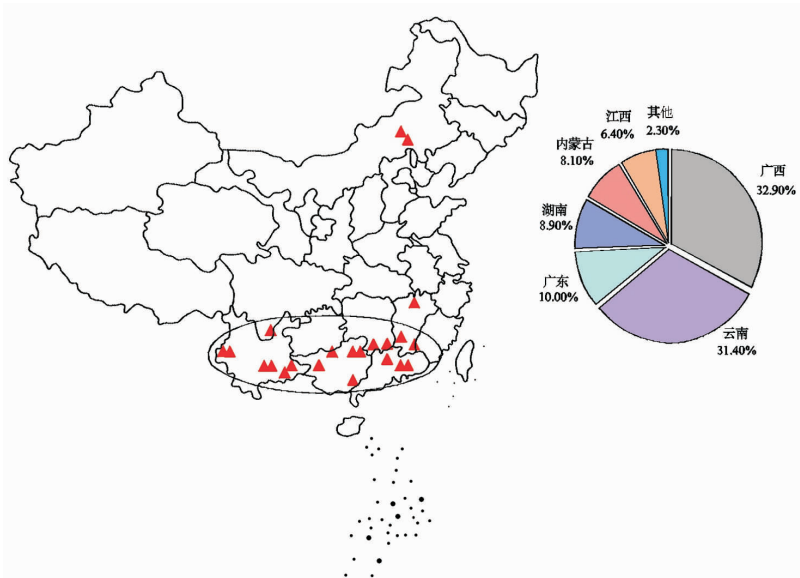 江西
6.40%
其他
2.30%
内蒙古
8.10%
广西
32.90%
湖南
8.90%
广东
10.00%
云南
31.40%